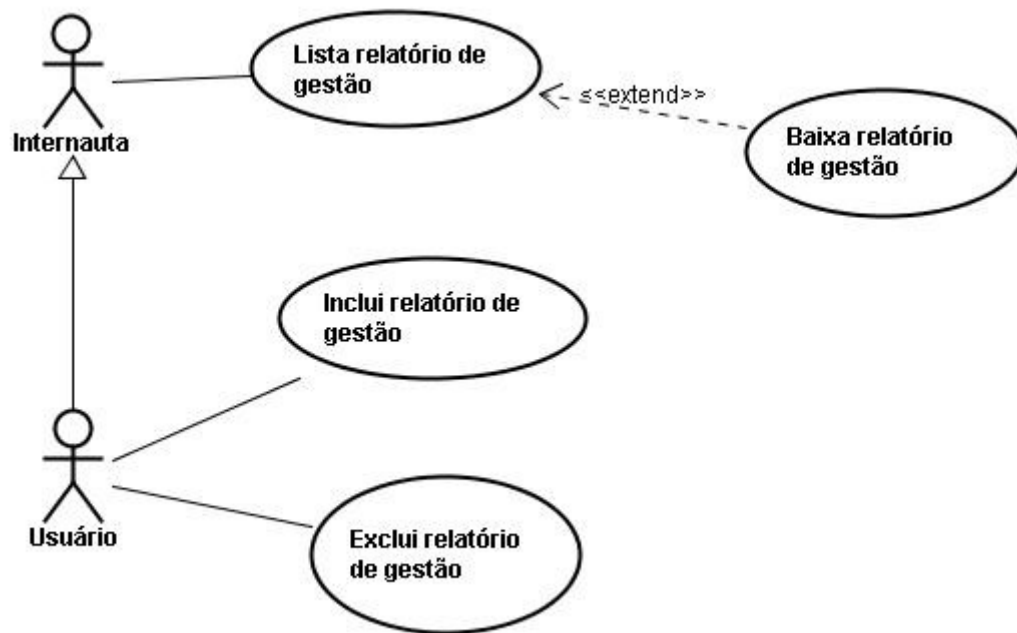 Lista relatório de
gestão
Internauta
<<extend>>
Baixa relatório
de gestão
Inclui relatório de
gestão
Usuário
Exclui relatório
de gestão